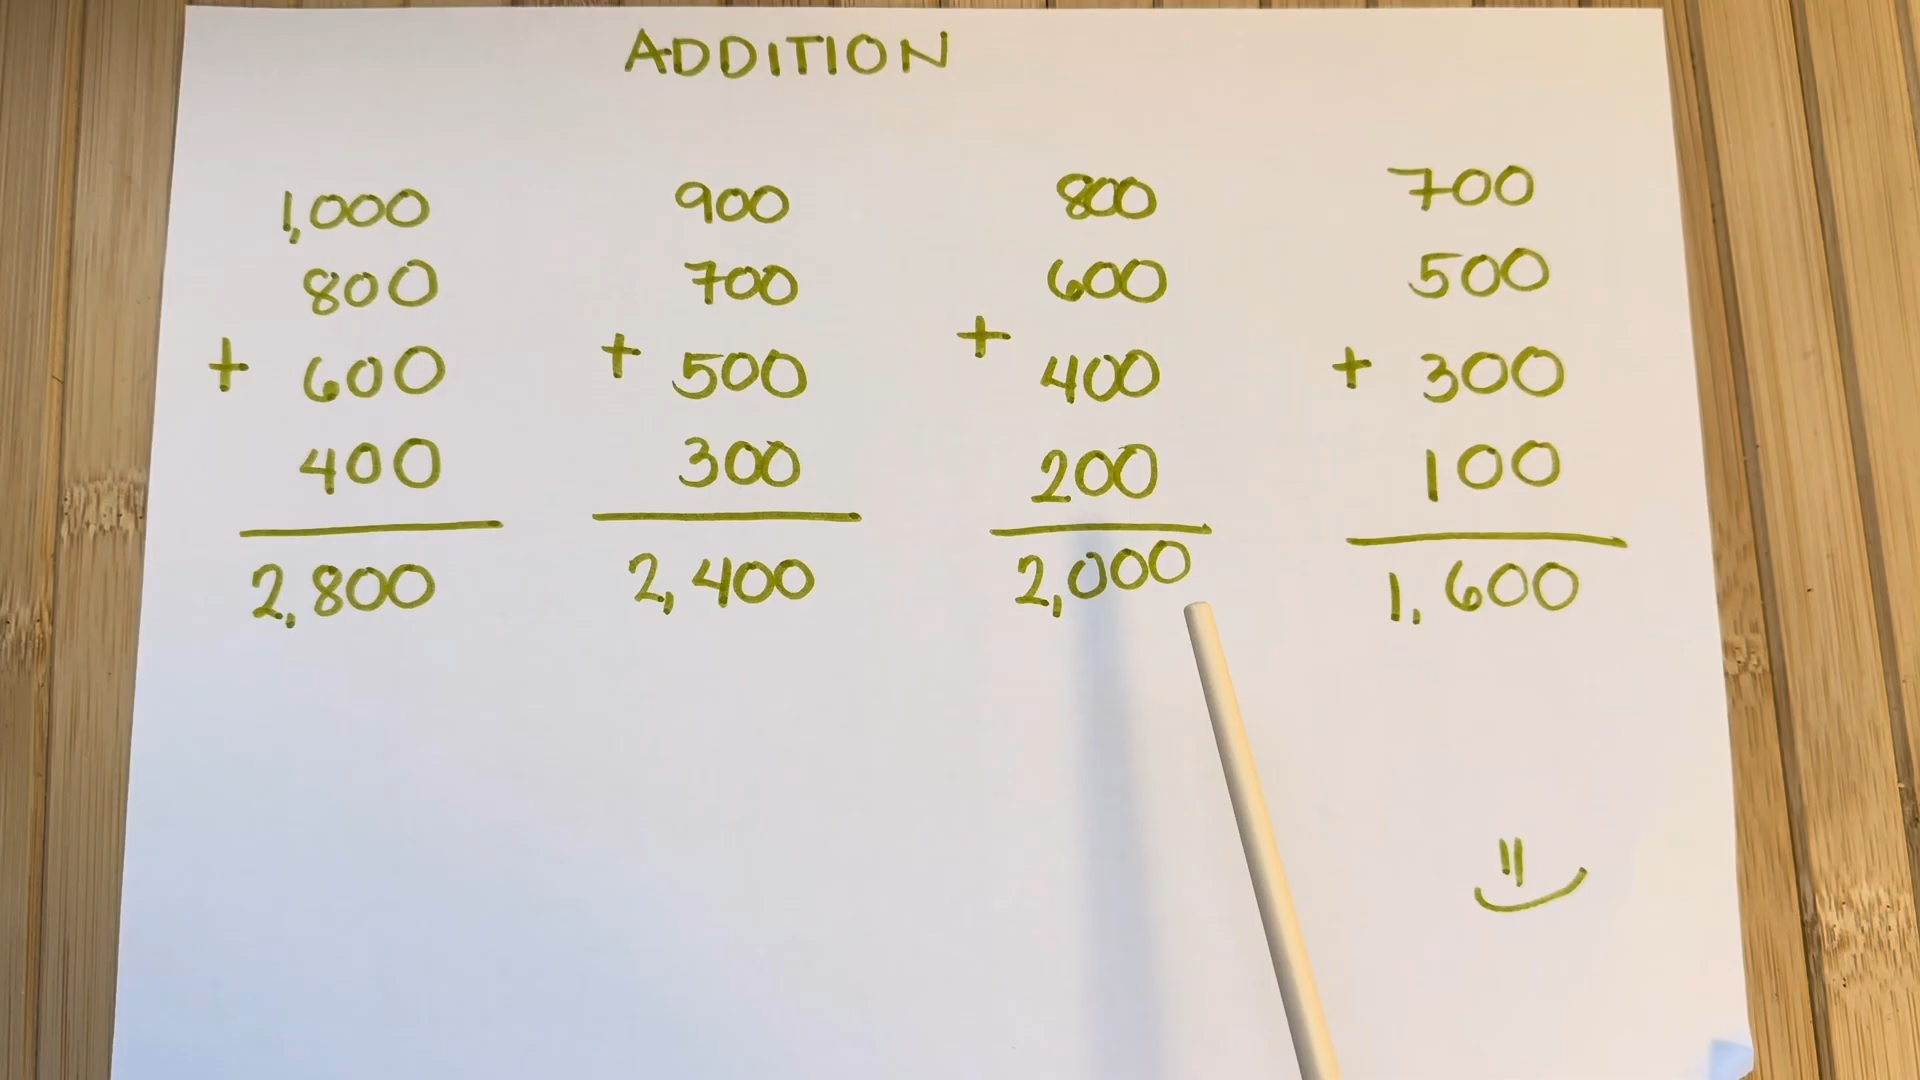 ADDITION
1,000 900 800 700
800 700 600 500
+ 600 + 500 + 400 + 300
400 300 200 100
2,800 2,400 2,000 1,600